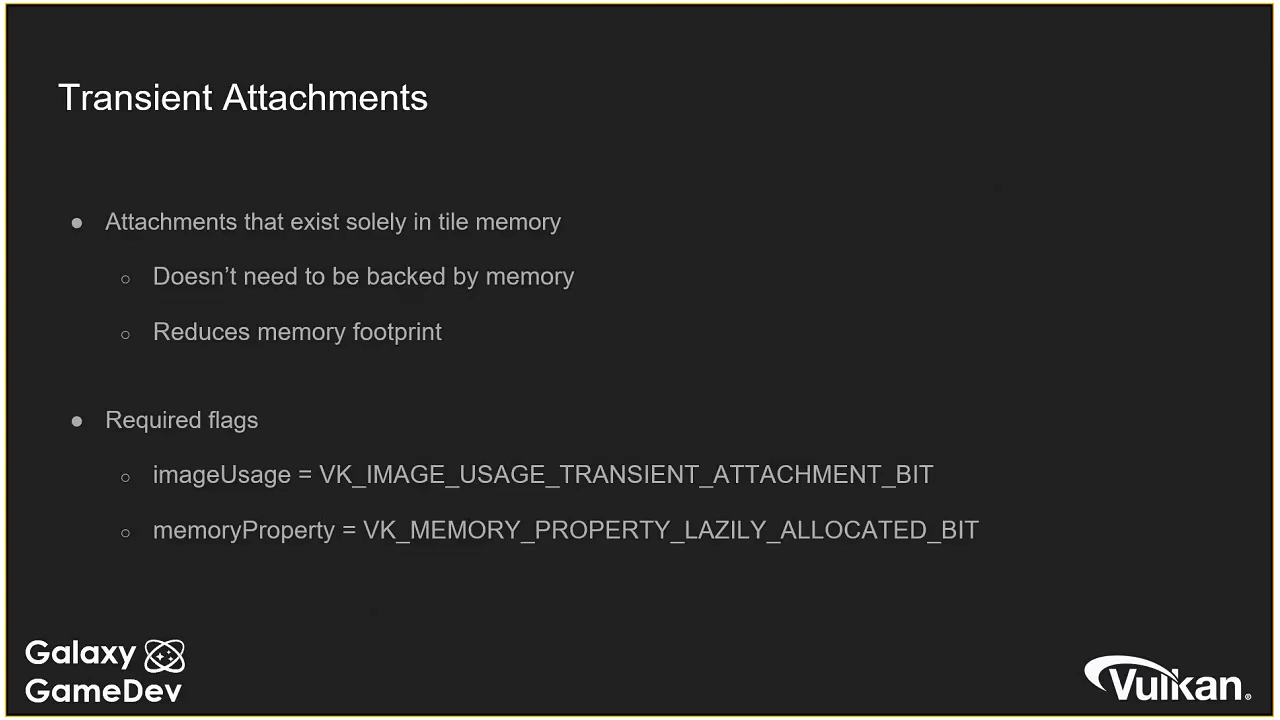 Transient Attachments
● Attachments that exist solely in tile memory
○ Doesn’t need to be backed by memory
○ Reduces memory footprint
● Required flags
○ imageUsage = VK_IMAGE_USAGE_TRANSIENT_ATTACHMENT_BIT
○ memoryProperty = VK_MEMORY_PROPERTY_LAZILY_ALLOCATED_BIT
Galaxy
GameDev
Vulkan®